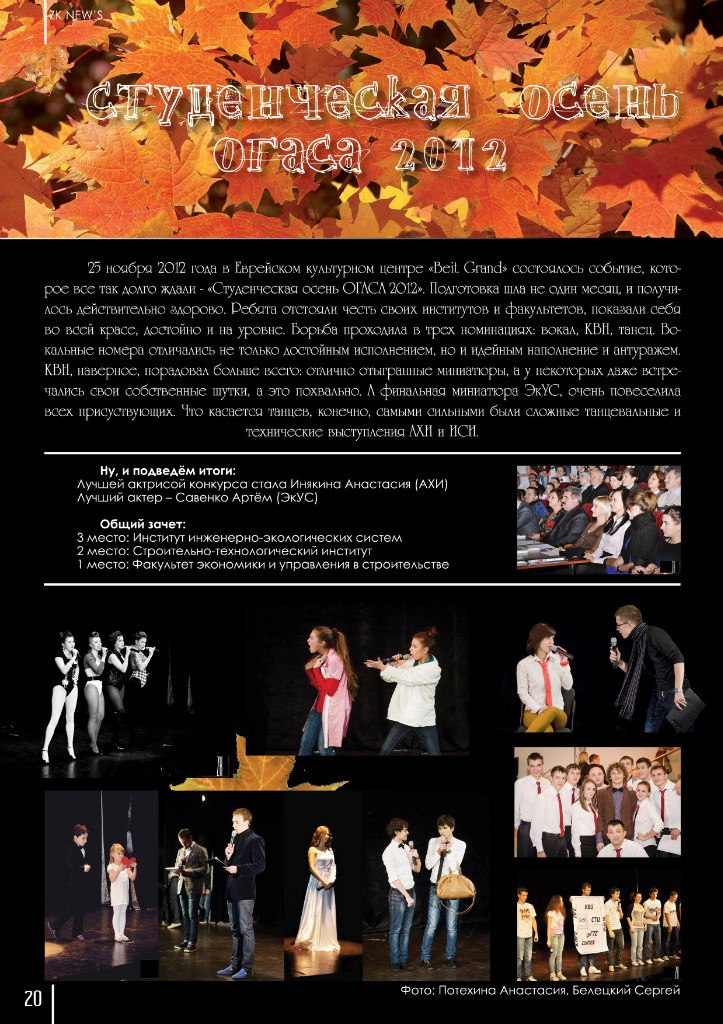 ZK NEW'S
студенческая осень
огаса 2012
25 ноября 2012 года в Еврейском культурном центре «Beit Grand» состоялось событие, кото-
рое все так долго ждали - «Студенческая осень ОГАСА 2012». Подготовка шла не один месяц, и получи-
лось действительно здорово. Ребята отстояли честь своих институтов и факультетов, показали себя
во всей красе, достойно и на уровне. Борьба проходила в трех номинациях: вокал, КВН, танец. Во-
кальные номера отличались не только достойным исполнением, но и идейным наполнение и антуражем.
КВН, наверное, порадовал больше всего: отлично отыгранные миниатюры, а у некоторых даже встре-
чались свои собственные шутки, а это похвально. А финальная миниатюра ЭкУС, очень повеселила
всех присуствующих. Что касается танцев, конечно, самыми сильными были сложные танцевальные и
технические выступления АХИ и ИСИ.
Ну, и подведём итоги:
Лучшей актрисой конкурса стала Инякина Анастасия (АХИ)
Лучший актер – Савенко Артём (ЭкУС)
Общий зачет:
3 место: Институт инженерно-экологических систем
2 место: Строительно-технологический институт
1 место: Факультет экономики и управления в строительстве
Фото: Потехина Анастасия, Белецкий Сергей
20